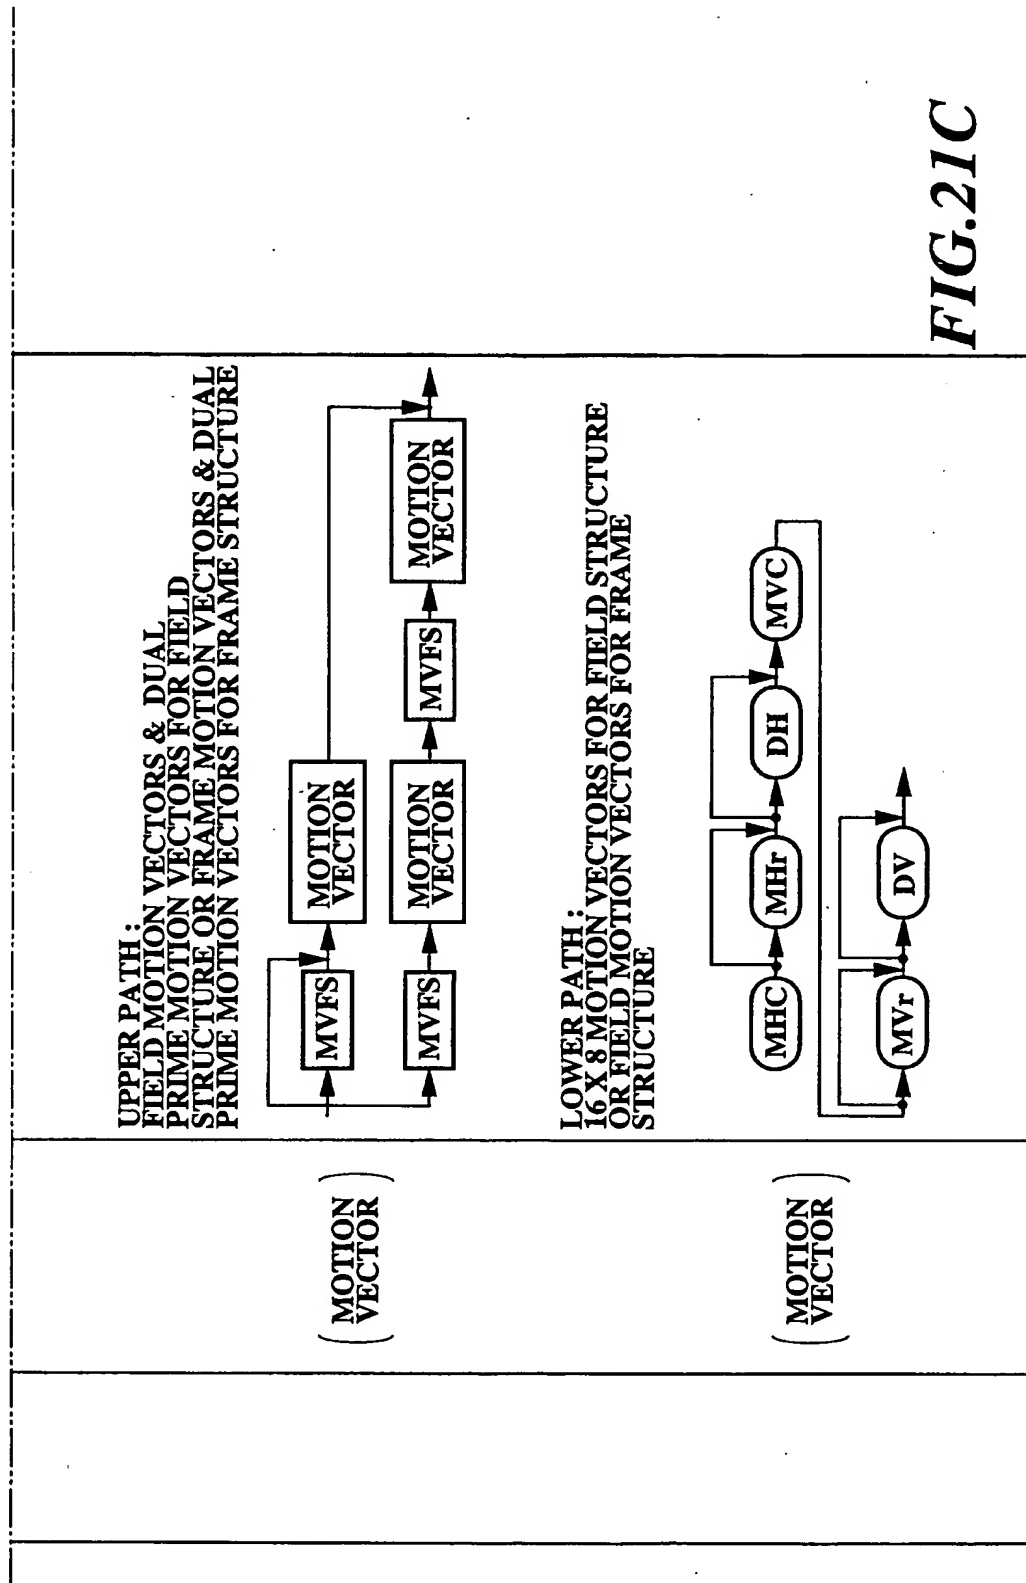 UPPER PATH :
FIELD MOTION VECTORS & DUAL
PRIME MOTION VECTORS FOR FIELD
STRUCTURE OR FRAME MOTION VECTORS & DUAL
PRIME MOTION VECTORS FOR FRAME STRUCTURE
(MOTION
VECTOR)
MVFS
MOTION
VECTOR
MVFS
MOTION
VECTOR
MVFS
MOTION
VECTOR
LOWER PATH :
16 X 8 MOTION VECTORS FOR FIELD STRUCTURE
OR FIELD MOTION VECTORS FOR FRAME
STRUCTURE
(MOTION
VECTOR)
MHC
MHr
DH
MVC
MVr
DV
FIG.21C